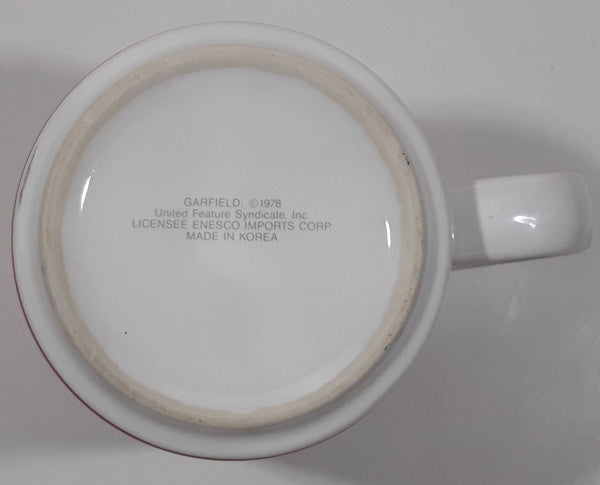 GARFIELD: ©1978
United Feature Syndicate, Inc
LICENSEE ENESCO IMPORTS CORP
MADE IN KOREA